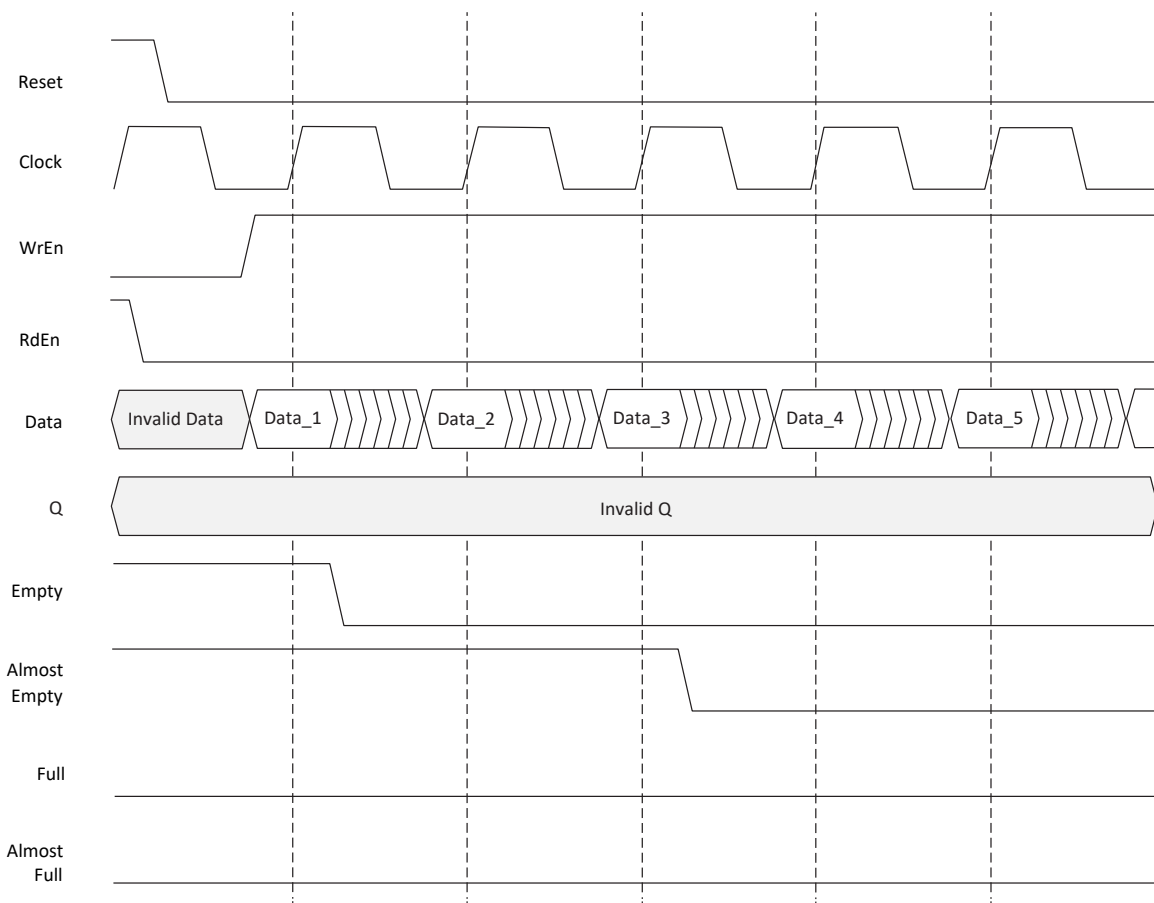 Reset
Clock
WrEn
RdEn
Data
Invalid Data
Data_1
Data_2
Data_3
Data_4
Data_5
Q
Invalid Q
Empty
Almost
Empty
Full
Almost
Full